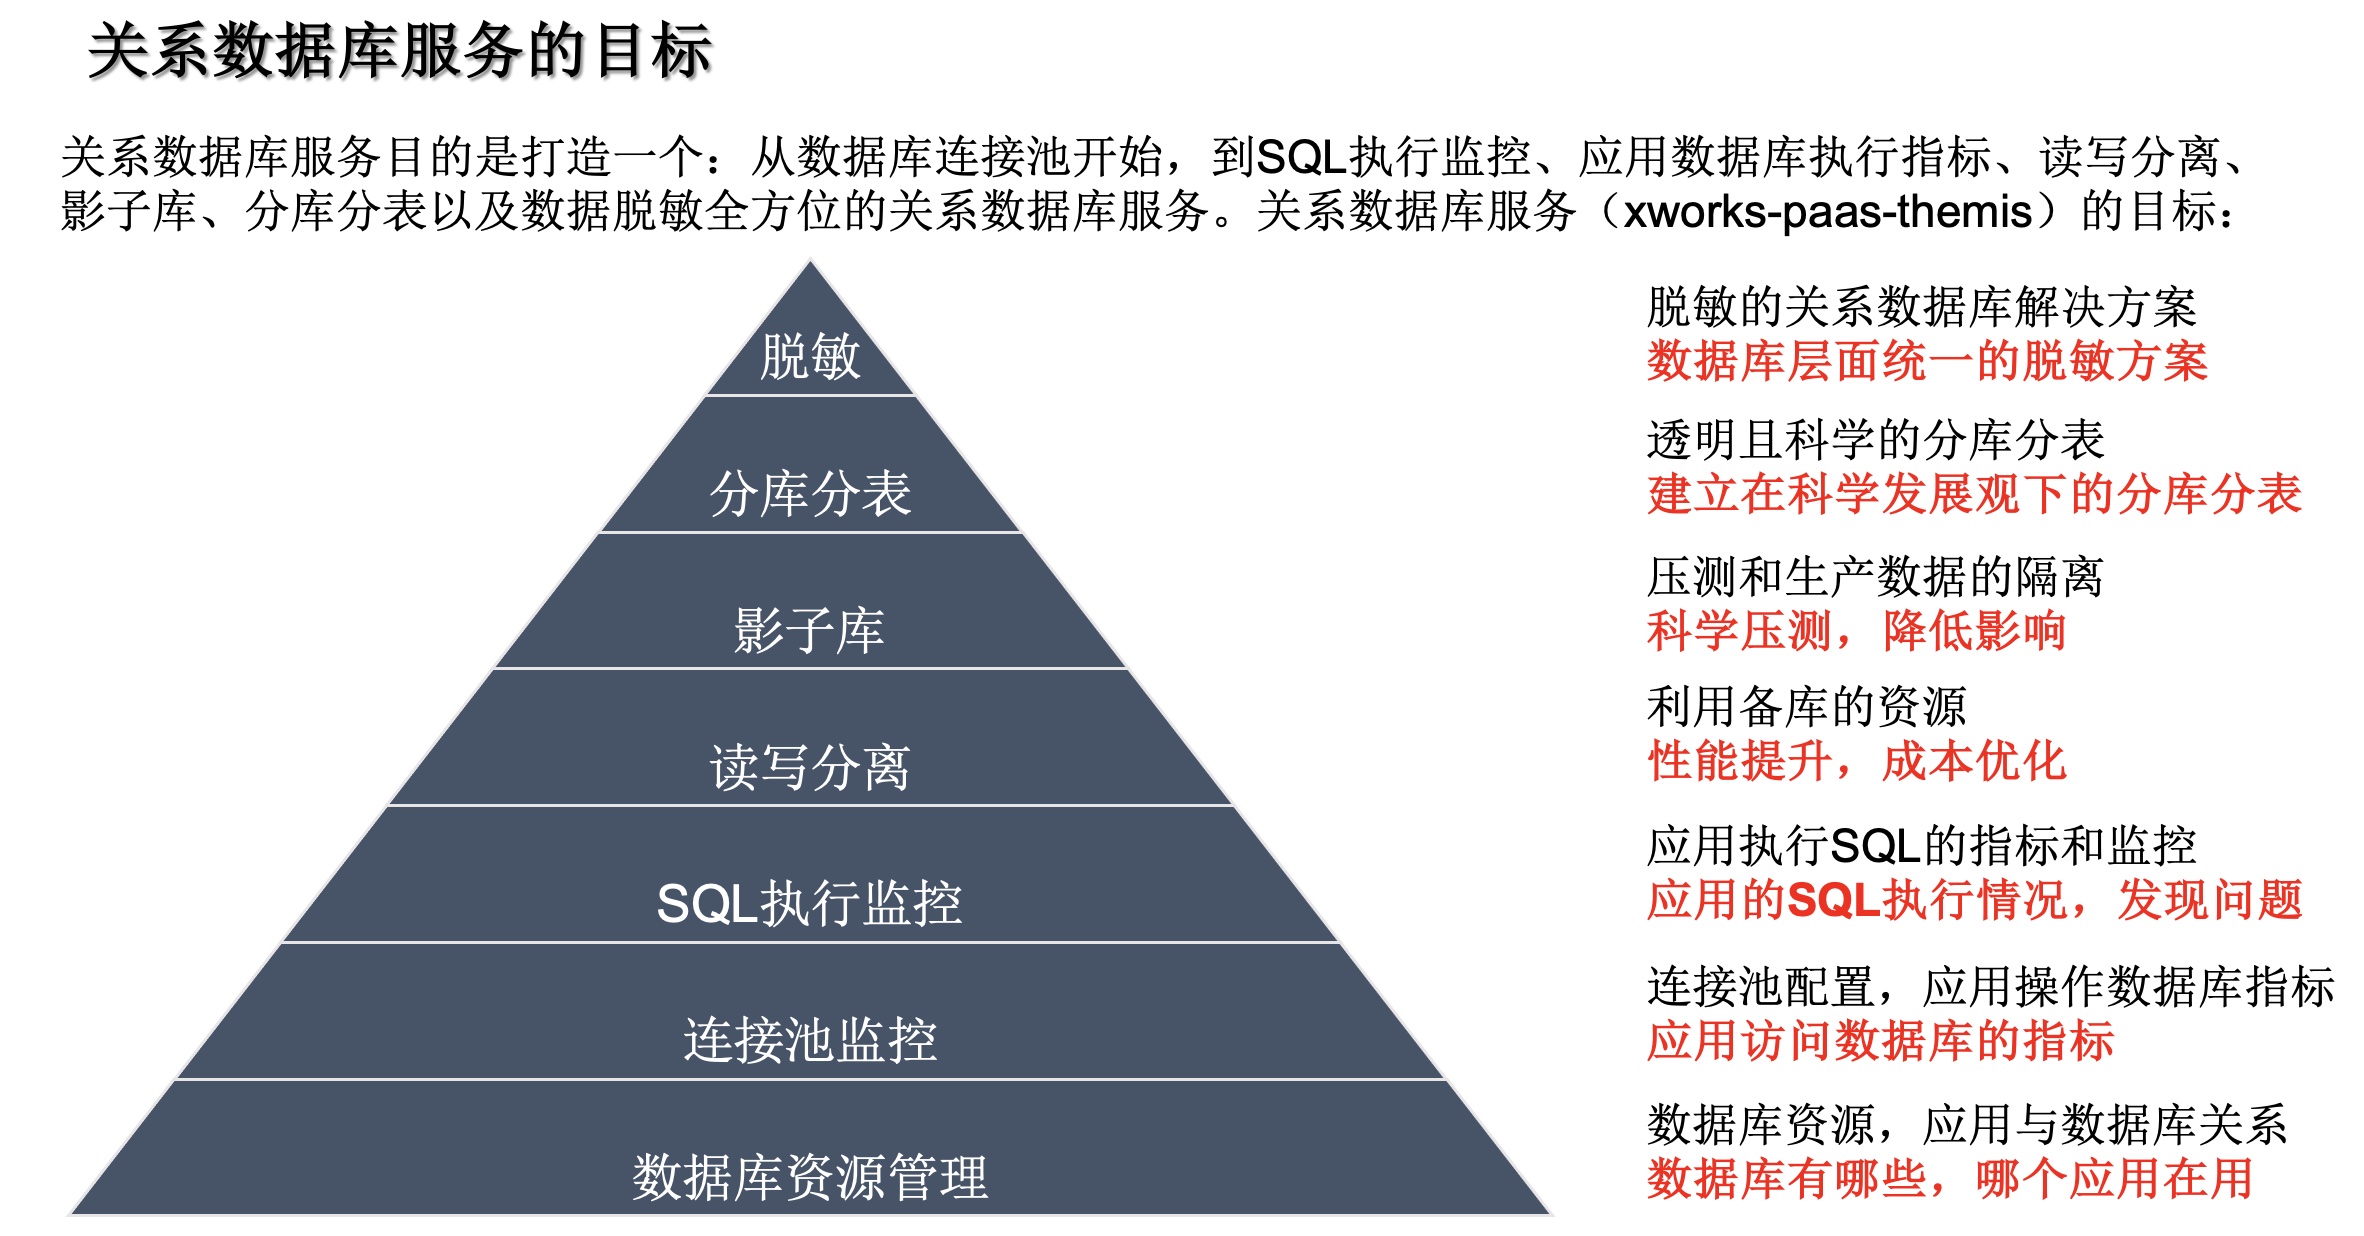 关系数据库服务的目标
关系数据库服务目的是打造一个：从数据库连接池开始，到SQL执行监控、应用数据库执行指标、读写分离、
影子库、分库分表以及数据脱敏全方位的关系数据库服务。关系数据库服务（xworks-paas-themis）的目标：
脱敏
脱敏的关系数据库解决方案
数据库层面统一的脱敏方案
分库分表
透明且科学的分库分表
建立在科学发展观下的分库分表
影子库
压测和生产数据的隔离
科学压测，降低影响
读写分离
利用备库的资源
性能提升，成本优化
SQL执行监控
应用执行SQL的指标和监控
应用的SQL执行情况，发现问题
连接池监控
连接池配置，应用操作数据库指标
应用访问数据库的指标
数据库资源管理
数据库资源，应用与数据库关系
数据库有哪些，哪个应用在用